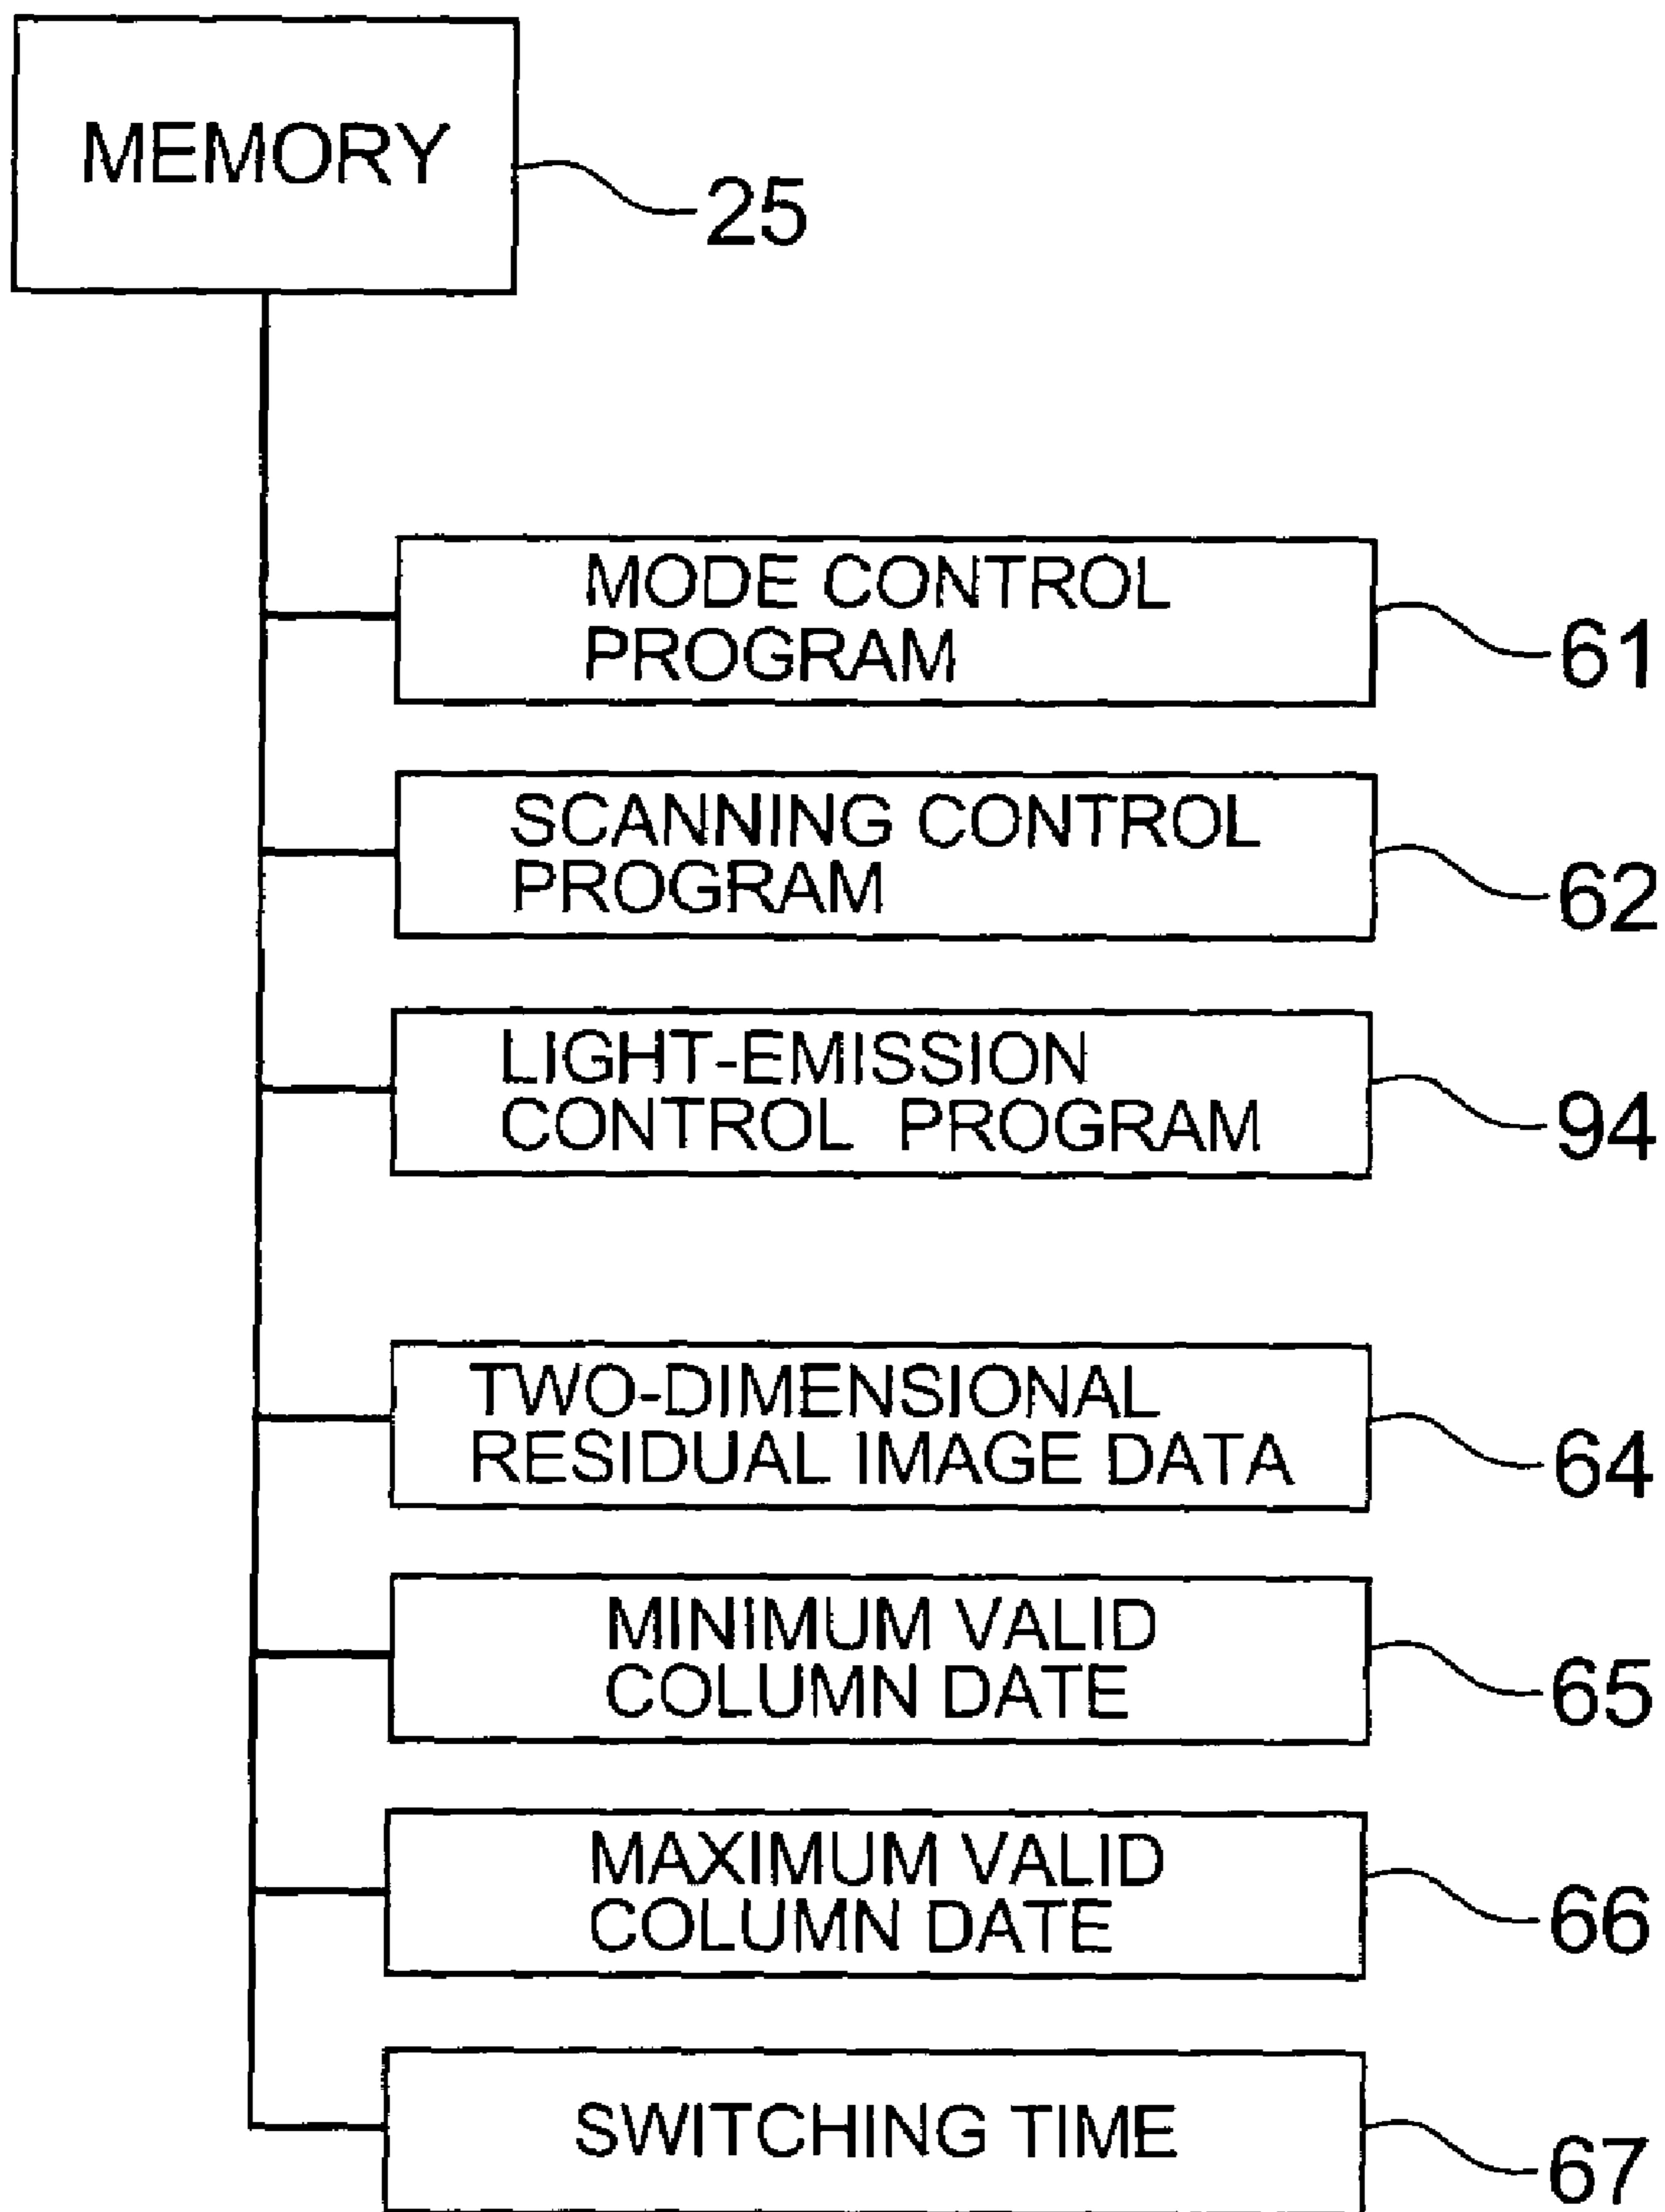 MEMORY
25
MODE CONTROL
PROGRAM
61
SCANNING CONTROL
PROGRAM
62
LIGHT-EMISSION
CONTROL PROGRAM
94
TWO-DIMENSIONAL
RESIDUAL IMAGE DATA
64
MINIMUM VALID
COLUMN DATE
65
MAXIMUM VALID
COLUMN DATE
66
SWITCHING TIME
67